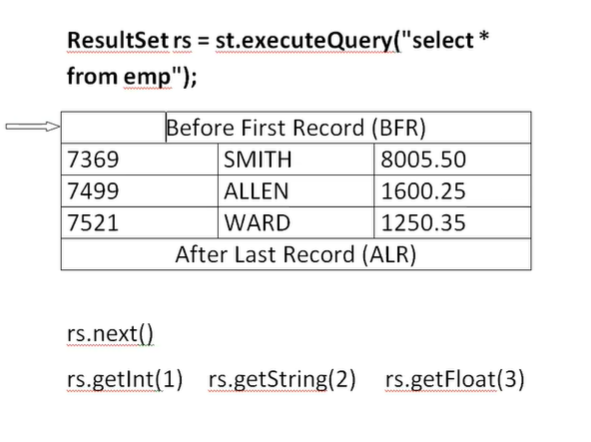 ResultSet rs = st.executeQuery("select *
from emp");
Before First Record (BFR)
7369 SMITH 8005.50
7499 ALLEN 1600.25
7521 WARD 1250.35
After Last Record (ALR)
rs.next()
rs.getInt(1) rs.getString(2) rs.getFloat(3)